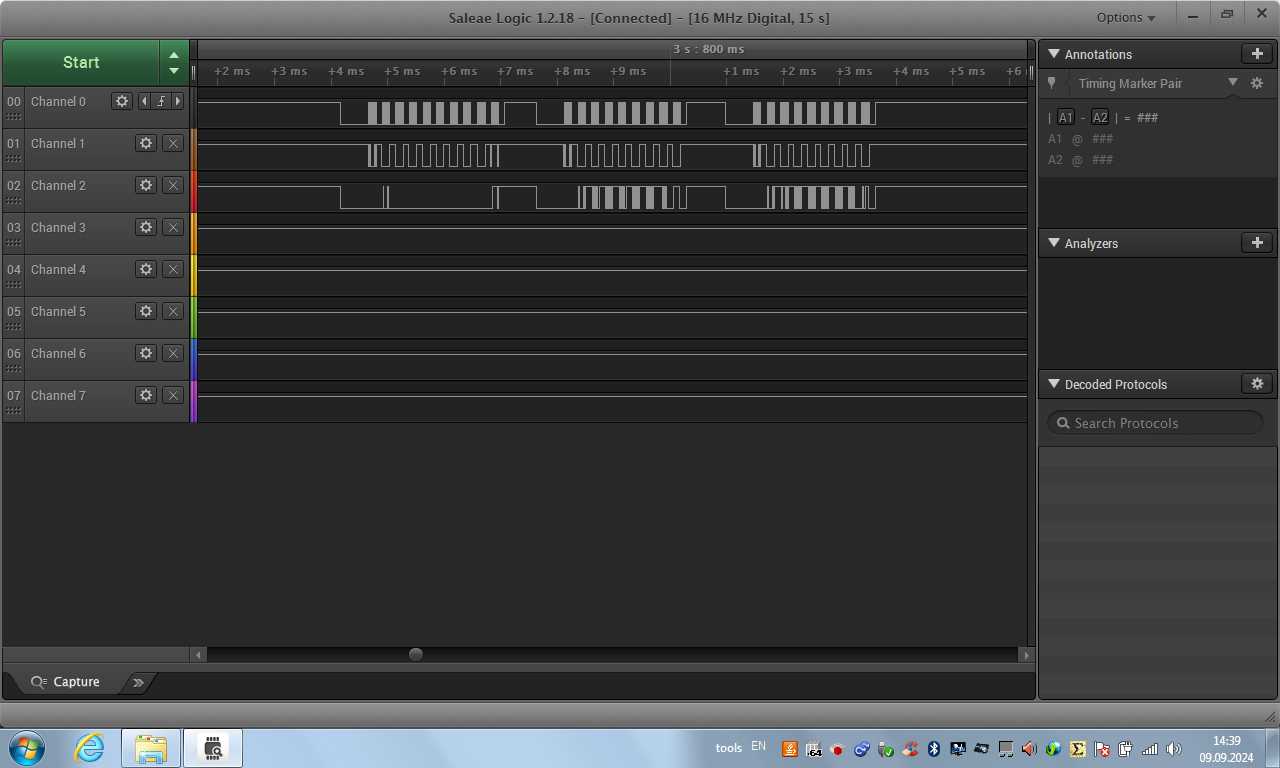 Saleae Logic 1.2.18 - [Connected] - [16 MHz Digital, 15 s]
Options
Start
3 s : 800 ms
+2 ms +3 ms +4 ms +5 ms +6 ms +7 ms +8 ms +9 ms +1 ms +2 ms +3 ms +4 ms +5 ms +6
00 Channel 0
01 Channel 1
02 Channel 2
03 Channel 3
04 Channel 4
05 Channel 5
06 Channel 6
07 Channel 7
Annotations
Timing Marker Pair
| A1 - A2 | = ###
A1 @ ###
A2 @ ###
Analyzers
Decoded Protocols
Search Protocols
Capture
tools EN
14:39
09.09.2024